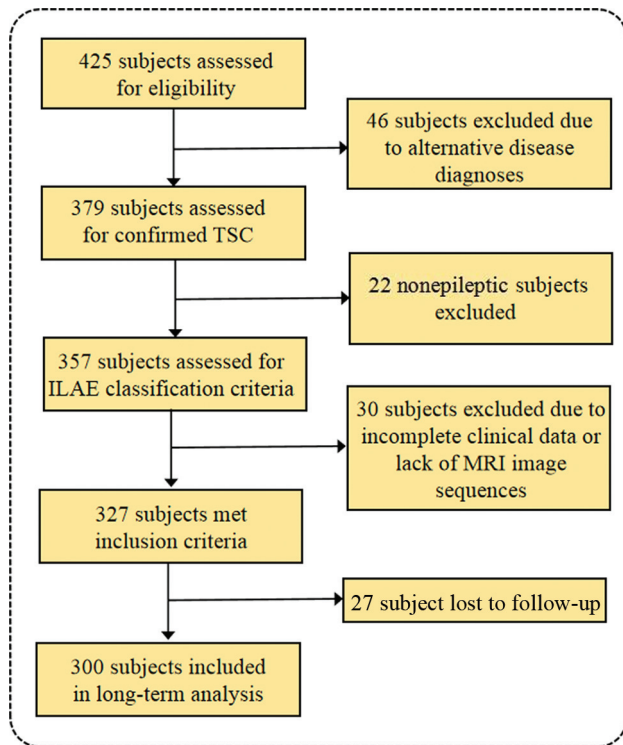 425 subjects assessed
for eligibility
46 subjects excluded due
to alternative disease
diagnoses
379 subjects assessed
for confirmed TSC
22 nonepileptic subjects
excluded
357 subjects assessed for
ILAE classification criteria
30 subjects excluded due to
incomplete clinical data or
lack of MRI image
sequences
327 subjects met
inclusion criteria
27 subject lost to follow-up
300 subjects included
in long-term analysis